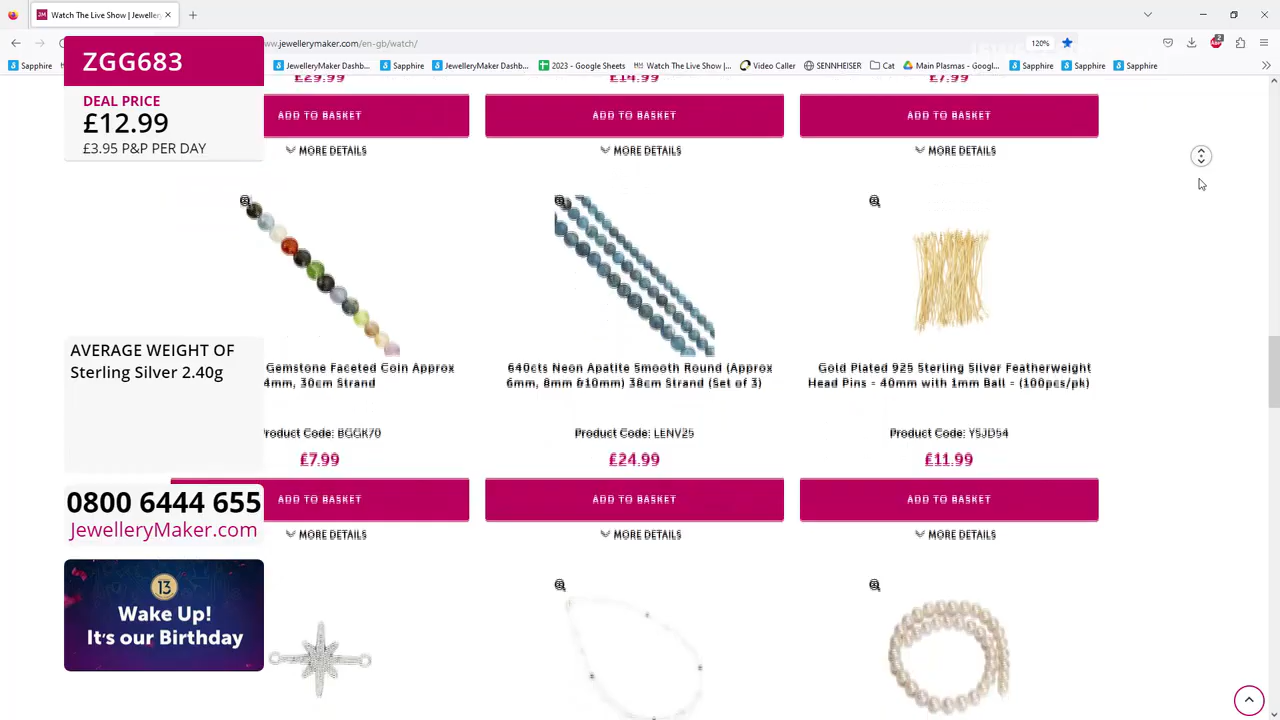 Watch The Live Show | Jeweller
w.jewellerymaker.com/en-gb/watch/
120%
Sapphire
JewelleryMaker Dashb...
Sapphire
JewelleryMaker Dashb...
2023 - Google Sheets
Watch The Live Show |...
Video Caller
SENNHEISER
Cat
Main Plasmas - Googl...
Sapphire
Sapphire
Sapphire
ZGG683
DEAL PRICE
£12.99
£3.95 P&P PER DAY
£29.99
£14.99
£7.99
ADD TO BASKET
ADD TO BASKET
ADD TO BASKET
MORE DETAILS
MORE DETAILS
MORE DETAILS
AVERAGE WEIGHT OF
Sterling Silver 2.40g
Gemstone Faceted Coin Approx
4mm, 30cm Strand
640cts Neon Apatite Smooth Round (Approx
6mm, 8mm &10mm) 38cm Strand (Set of 3)
Gold Plated 925 Sterling Silver Featherweight
Head Pins - 40mm with 1mm Ball - (100pcs/pk)
roduct Code: BGGK70
Product Code: LENV25
Product Code: YSJD54
£7.99
£24.99
£11.99
ADD TO BASKET
ADD TO BASKET
ADD TO BASKET
MORE DETAILS
MORE DETAILS
MORE DETAILS
0800 6444 655
JewelleryMaker.com
13
Wake Up!
It's our Birthday